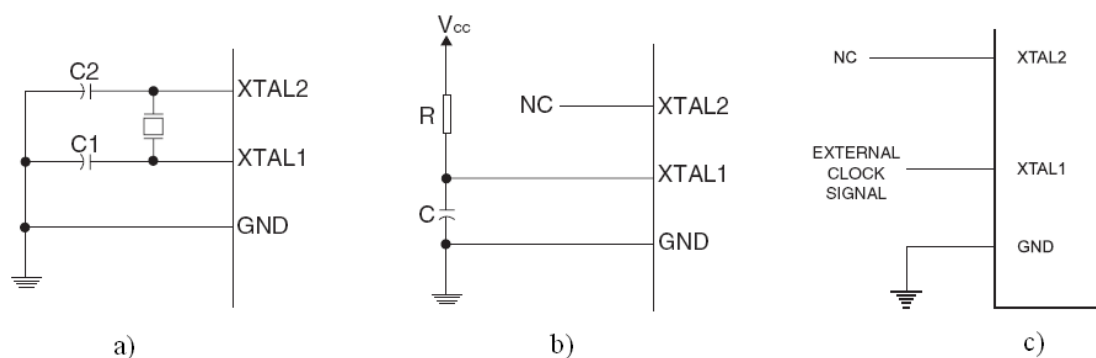 C2
XTAL2
C1
XTAL1
GND
a)
Vcc
R
NC
XTAL2
XTAL1
C
GND
b)
NC
XTAL2
EXTERNAL
CLOCK
SIGNAL
XTAL1
GND
c)